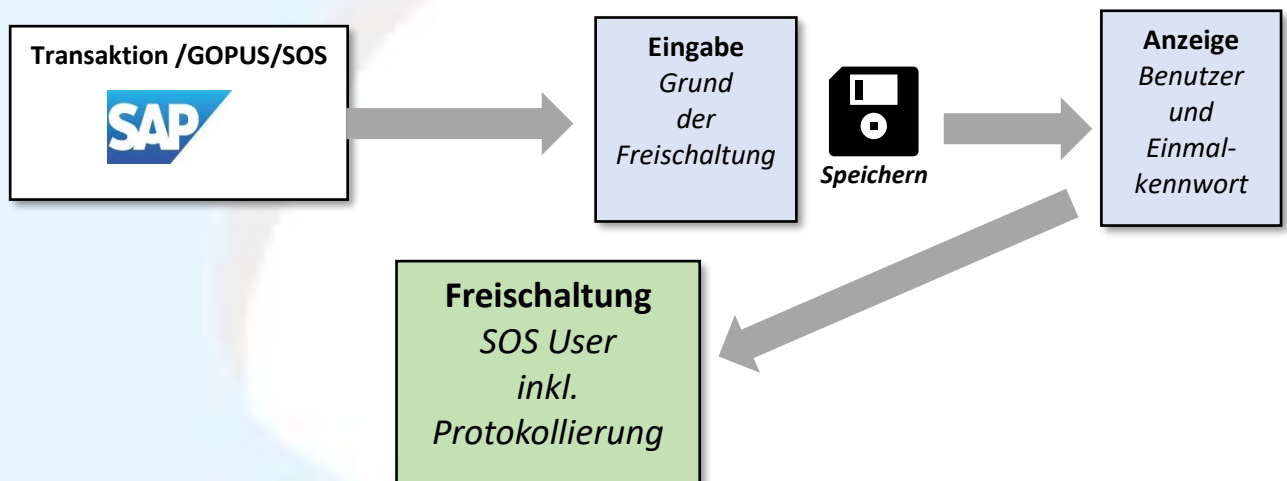 Transaktion /GOPUS/SOS
SAP
Eingabe
Grund
der
Freischaltung
Speichern
Anzeige
Benutzer
und
Einmal-
kennwort
Freischaltung
SOS User
inkl.
Protokollierung